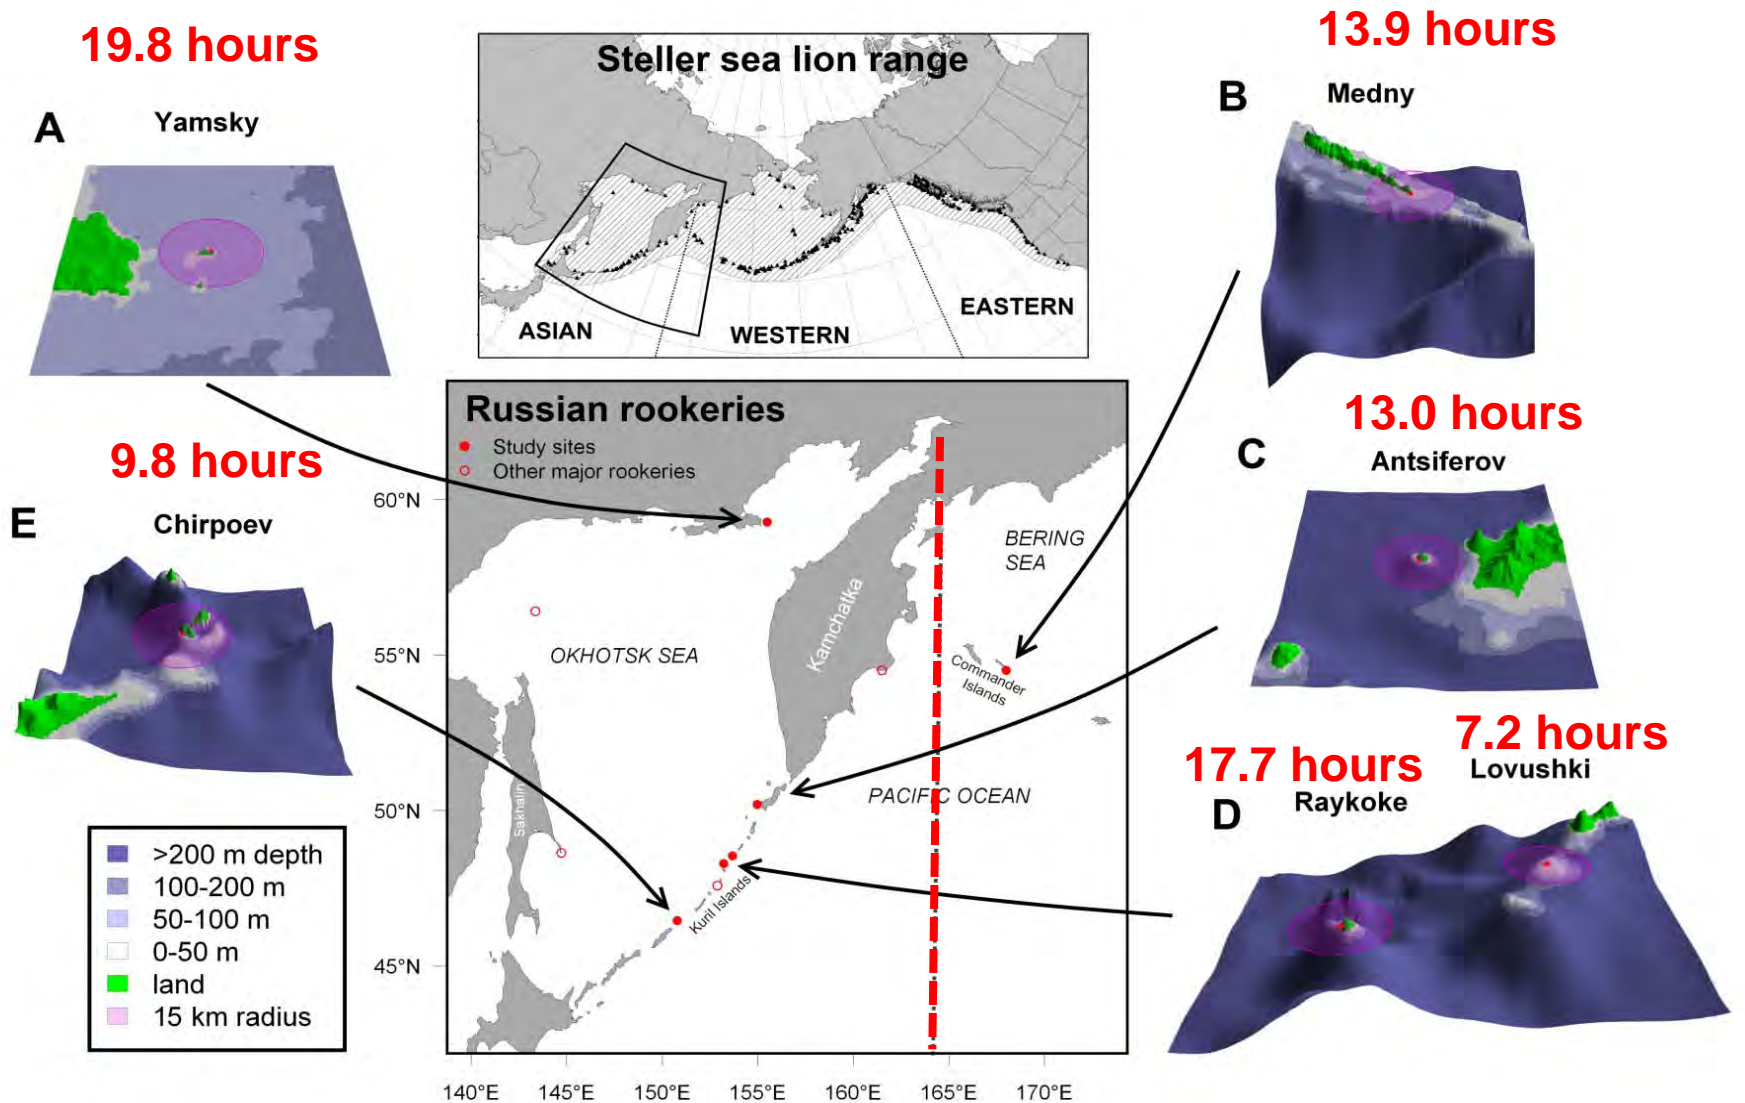 19.8 hours
A
Yamsky
Steller sea lion range
ASIAN
WESTERN
EASTERN
13.9 hours
B
Medny
9.8 hours
E
Chirpoev
Russian rookeries
Study sites
Other major rookeries
60°N
55°N
50°N
45°N
140°E
145°E
150°E
155°E
160°E
165°E
170°E
OKHOTSK SEA
Kamchatka
BERING
SEA
Commander
Islands
PACIFIC OCEAN
Sakhalin
Kuril Islands
13.0 hours
C
Antsiferov
7.2 hours
Lovushki
17.7 hours
Raykoke
D
>200 m depth
100-200 m
50-100 m
0-50 m
land
15 km radius